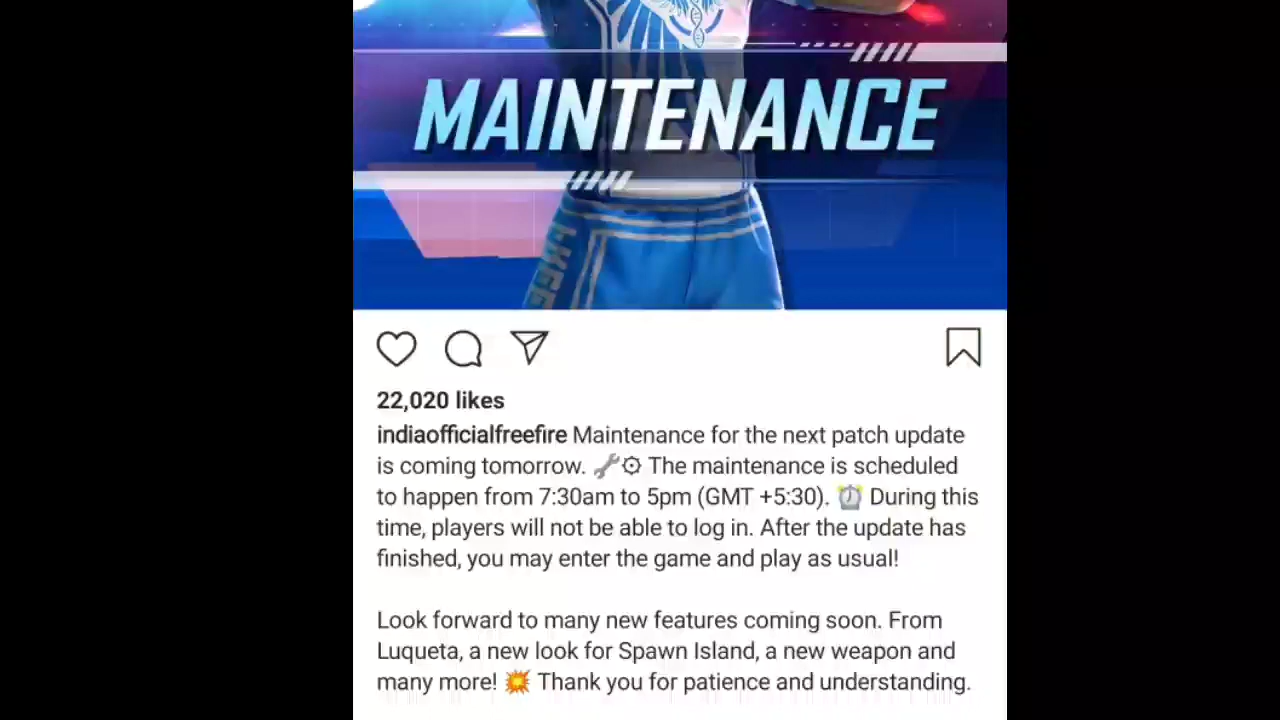 MAINTENANCE
22,020 likes
indiaofficialfreefire Maintenance for the next patch update
is coming tomorrow. 🔧⚙ The maintenance is scheduled
to happen from 7:30am to 5pm (GMT +5:30). ⏰ During this
time, players will not be able to log in. After the update has
finished, you may enter the game and play as usual!
Look forward to many new features coming soon. From
Luqueta, a new look for Spawn Island, a new weapon and
many more! 💥 Thank you for patience and understanding.